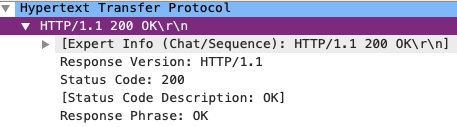 Hypertext Transfer Protocol
HTTP/1.1 200 OK\r\n
[Expert Info (Chat/Sequence): HTTP/1.1 200 OK\r\n]
Response Version: HTTP/1.1
Status Code: 200
[Status Code Description: OK]
Response Phrase: OK